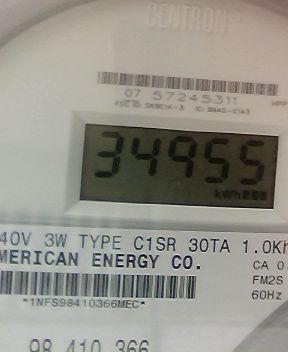 CENTRON®
07 57245311
34955
kWh
40V 3W TYPE C1SR 30TA 1.0Kh
MERICAN ENERGY CO.
CA 0.
FM2S
60Hz
*1NFS98410366MEC*
98 410 366